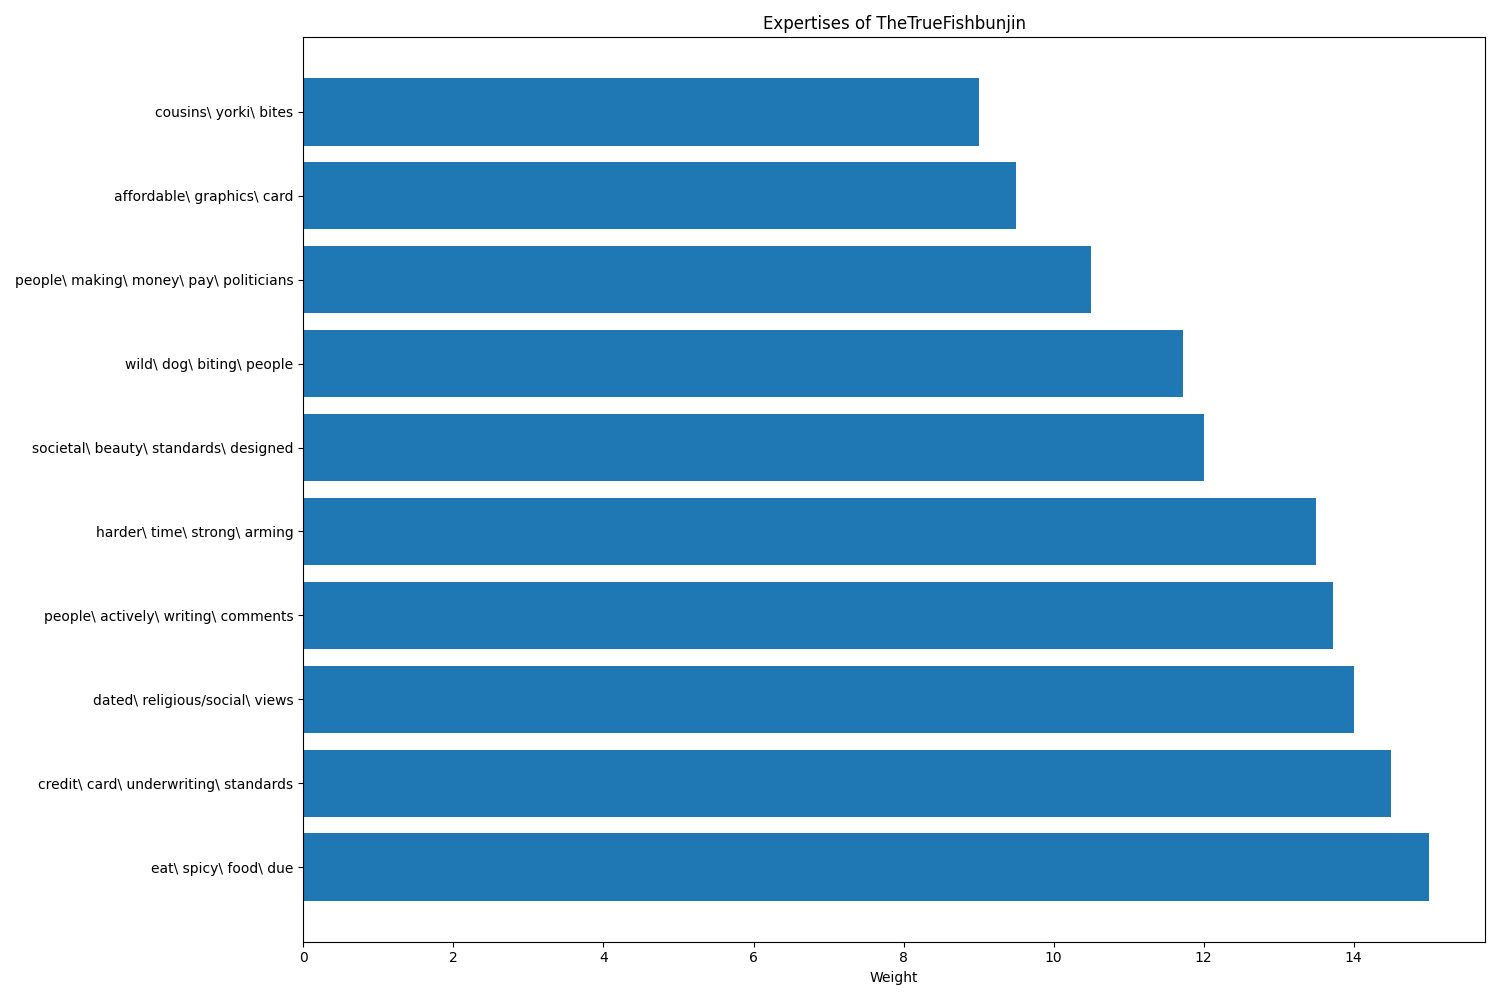 Expertises of TheTrueFishbunjin
cousins\ yorki\ bites
affordable\ graphics\ card
people\ making\ money\ pay\ politicians
wild\ dog\ biting\ people
societal\ beauty\ standards\ designed
harder\ time\ strong\ arming
people\ actively\ writing\ comments
dated\ religious/social\ views
credit\ card\ underwriting\ standards
eat\ spicy\ food\ due
0 2 4 6 8 10 12 14
Weight